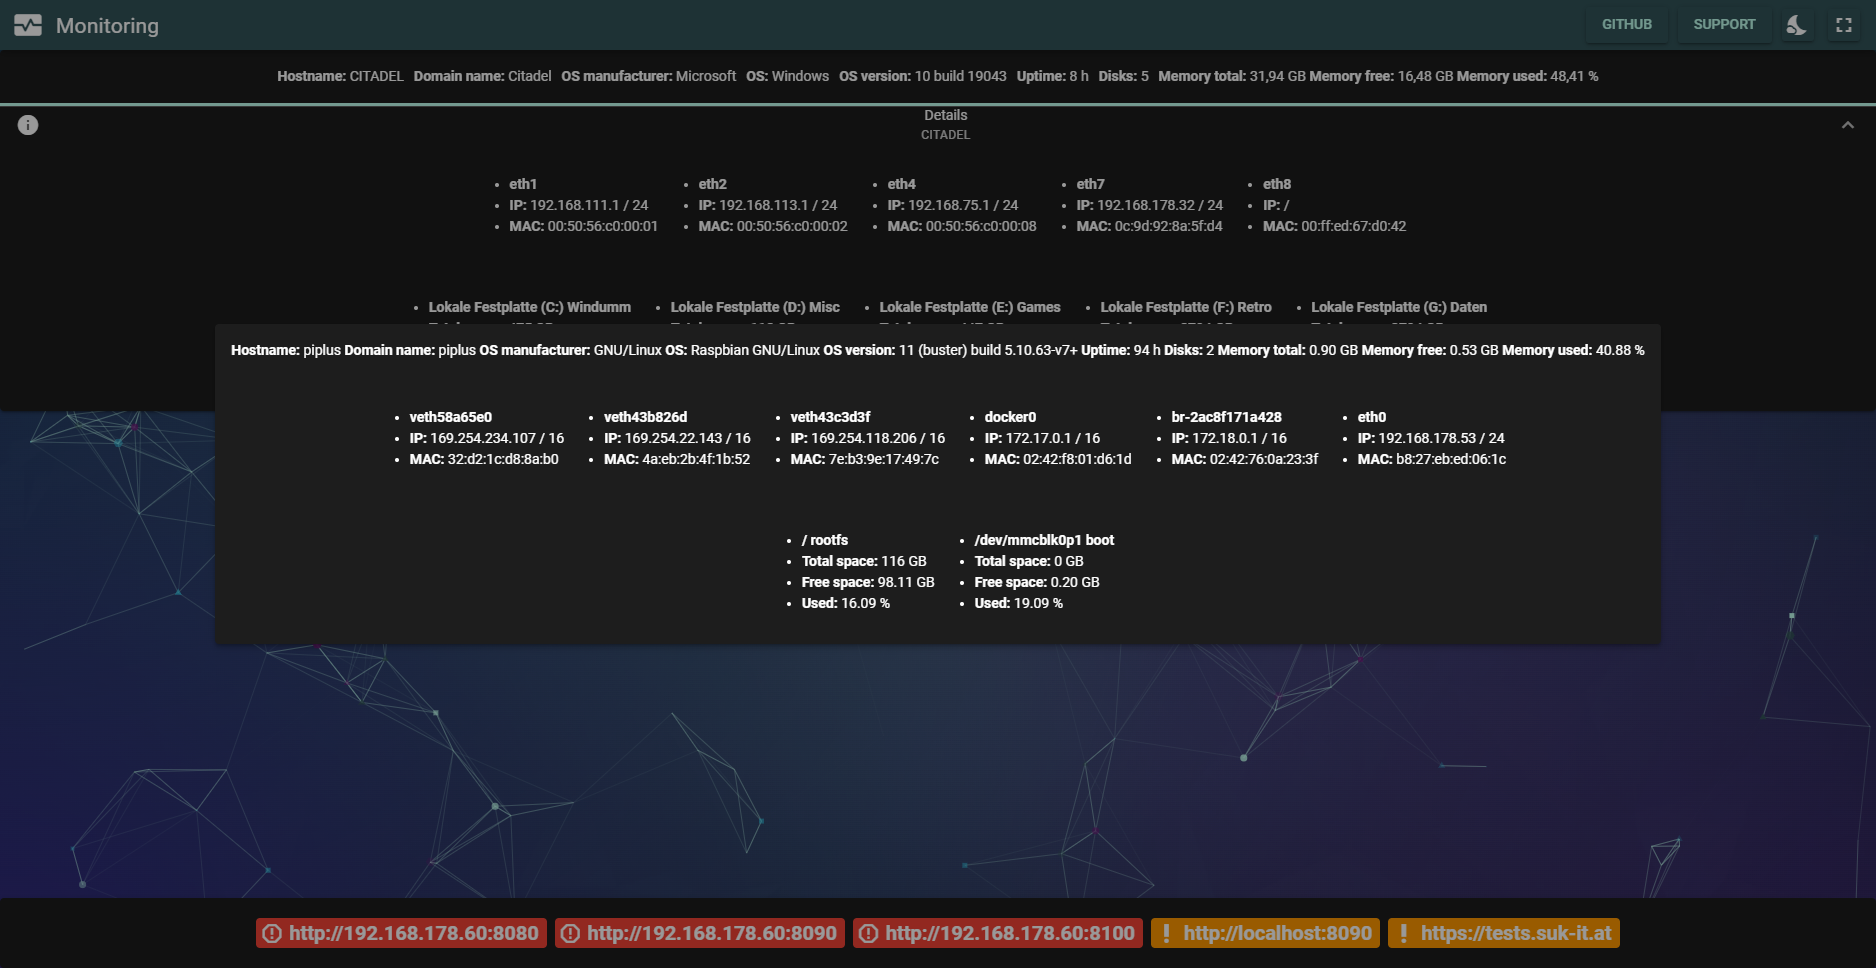 Monitoring
GITHUB
SUPPORT
Hostname: CITADEL Domain name: Citadel OS manufacturer: Microsoft OS: Windows OS version: 10 build 19043 Uptime: 8 h Disks: 5 Memory total: 31,94 GB Memory free: 16,48 GB Memory used: 48,41 %
Details
CITADEL
eth1
IP: 192.168.111.1 / 24
MAC: 00:50:56:c0:00:01
eth2
IP: 192.168.113.1 / 24
MAC: 00:50:56:c0:00:02
eth4
IP: 192.168.75.1 / 24
MAC: 00:50:56:c0:00:08
eth7
IP: 192.168.178.32 / 24
MAC: 0c:9d:92:8a:5f:d4
eth8
IP: /
MAC: 00:ff:ed:67:d0:42
Lokale Festplatte (C:) Windumm
Lokale Festplatte (D:) Misc
Lokale Festplatte (E:) Games
Lokale Festplatte (F:) Retro
Lokale Festplatte (G:) Daten
Hostname: piplus Domain name: piplus OS manufacturer: GNU/Linux OS: Raspbian GNU/Linux OS version: 11 (buster) build 5.10.63-v7+ Uptime: 94 h Disks: 2 Memory total: 0.90 GB Memory free: 0.53 GB Memory used: 40.88 %
veth58a65e0
IP: 169.254.234.107 / 16
MAC: 32:d2:1c:d8:8a:b0
veth43b826d
IP: 169.254.22.143 / 16
MAC: 4a:eb:2b:4f:1b:52
veth43c3d3f
IP: 169.254.118.206 / 16
MAC: 7e:b3:9e:17:49:7c
docker0
IP: 172.17.0.1 / 16
MAC: 02:42:f8:01:d6:1d
br-2ac8f171a428
IP: 172.18.0.1 / 16
MAC: 02:42:76:0a:23:3f
eth0
IP: 192.168.178.53 / 24
MAC: b8:27:eb:ed:06:1c
/ rootfs
Total space: 116 GB
Free space: 98.11 GB
Used: 16.09 %
/dev/mmcblk0p1 boot
Total space: 0 GB
Free space: 0.20 GB
Used: 19.09 %
http://192.168.178.60:8080
http://192.168.178.60:8090
http://192.168.178.60:8100
http://localhost:8090
https://tests.suk-it.at